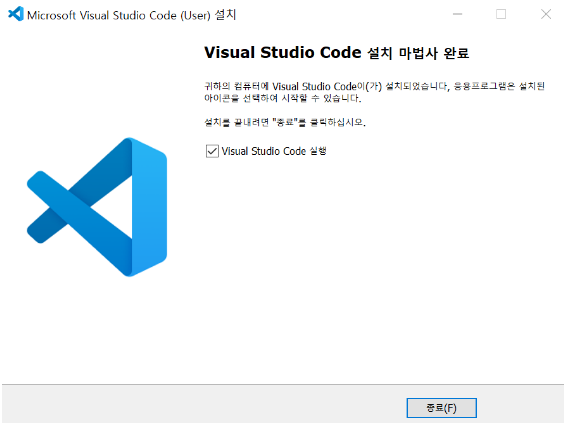 Microsoft Visual Studio Code (User) 설치
Visual Studio Code 설치 마법사 완료
귀하의 컴퓨터에 Visual Studio Code이(가) 설치되었습니다, 응용프로그램은 설치된
아이콘을 선택하여 시작할 수 있습니다.
설치를 끝내려면 "종료"를 클릭하십시오.
Visual Studio Code 실행
종료(F)